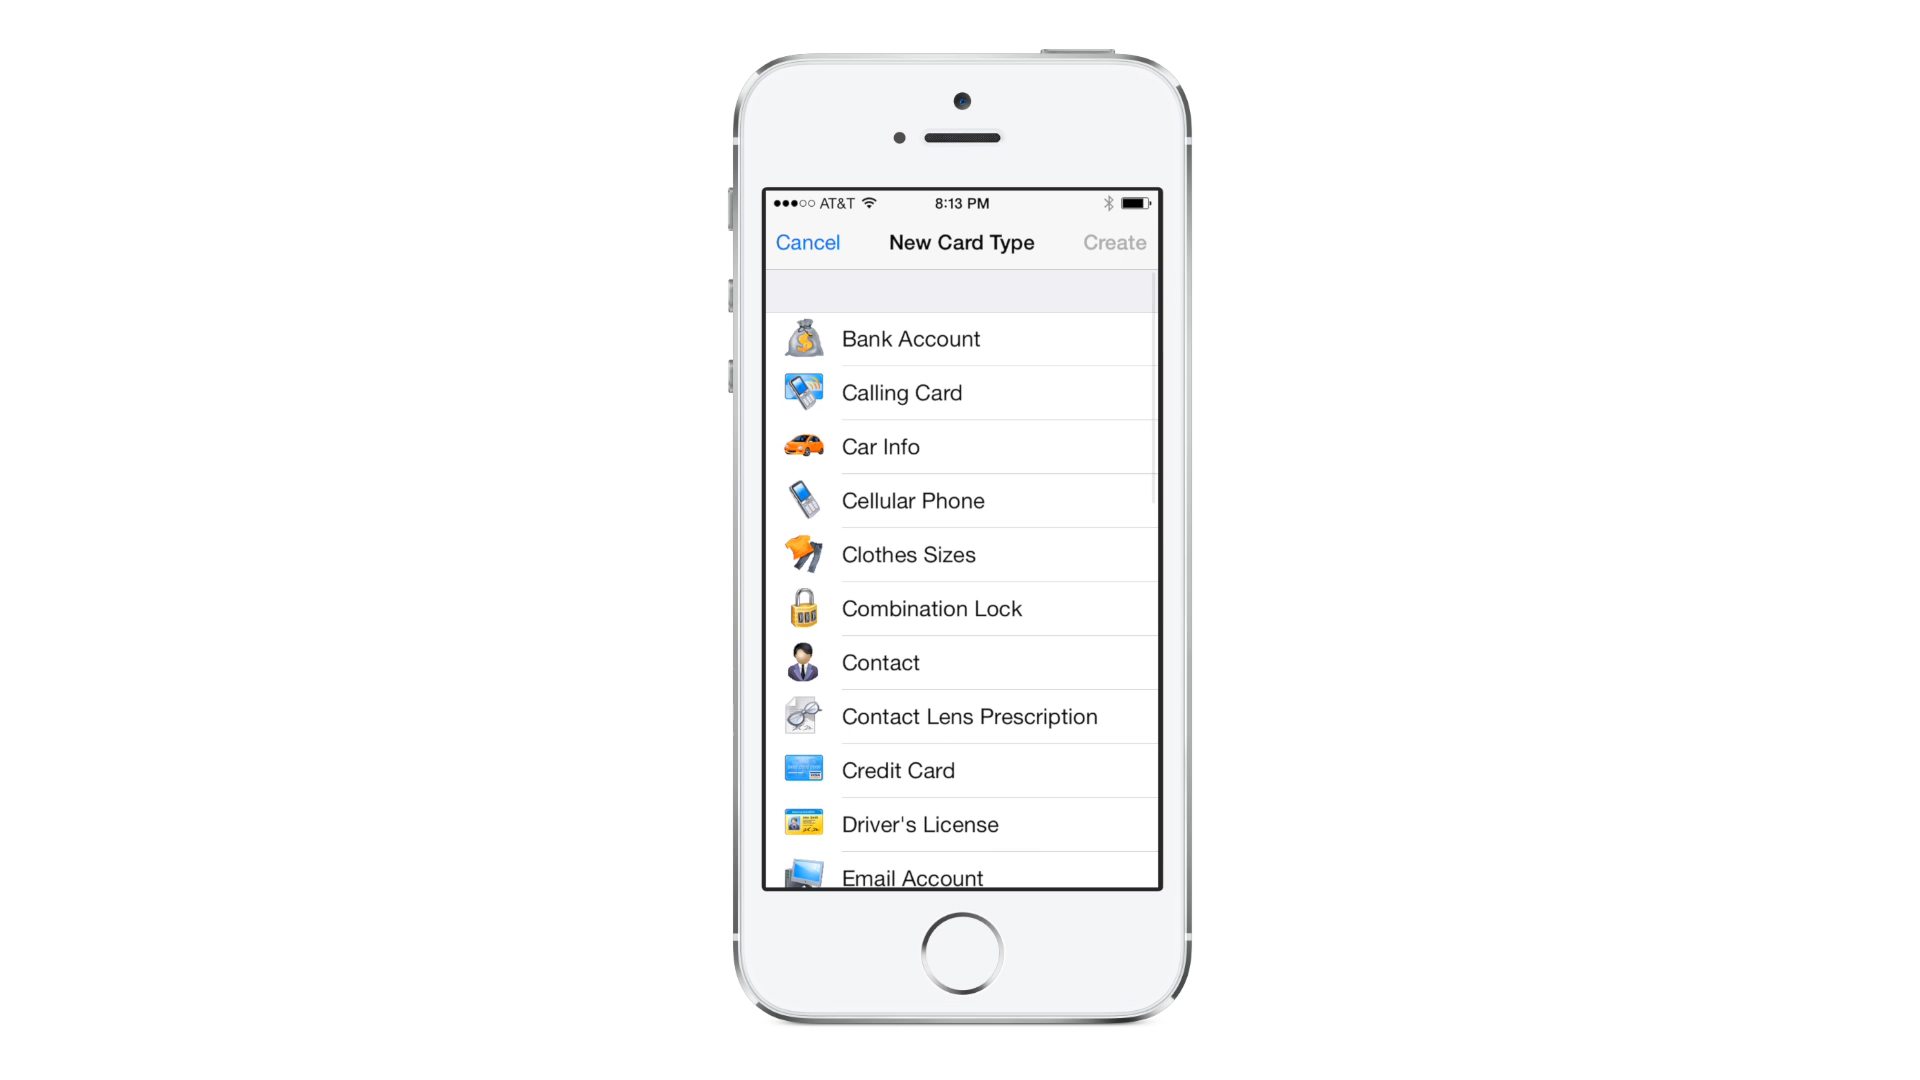 AT&T 8:13 PM
Cancel New Card Type Create
Bank Account
Calling Card
Car Info
Cellular Phone
Clothes Sizes
Combination Lock
Contact
Contact Lens Prescription
Credit Card
Driver's License
Email Account